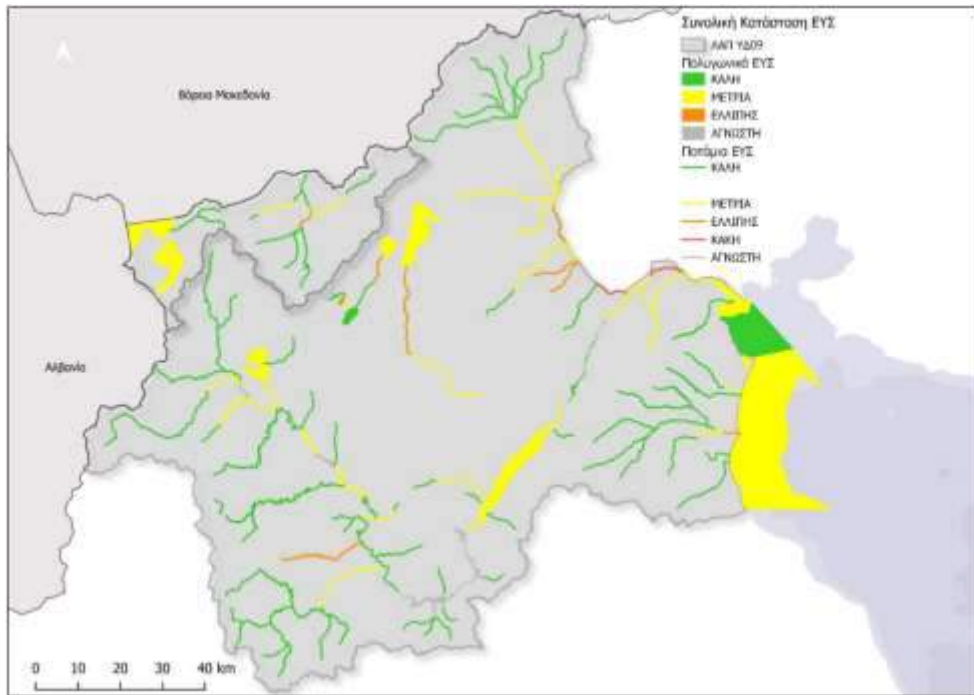 Συνολική Κατάσταση ΕΥΣ
ΛΑΠ ΥΔ09
Πολυγωνικά ΕΥΣ
ΚΑΛΗ
ΜΕΤΡΙΑ
ΕΛΛΙΠΗΣ
ΑΓΝΩΣΤΗ
Ποτάμια ΕΥΣ
ΚΑΛΗ
ΜΕΤΡΙΑ
ΕΛΛΙΠΗΣ
ΚΑΚΗ
ΑΓΝΩΣΤΗ
Βόρεια Μακεδονία
Αλβανία
0 10 20 30 40 km